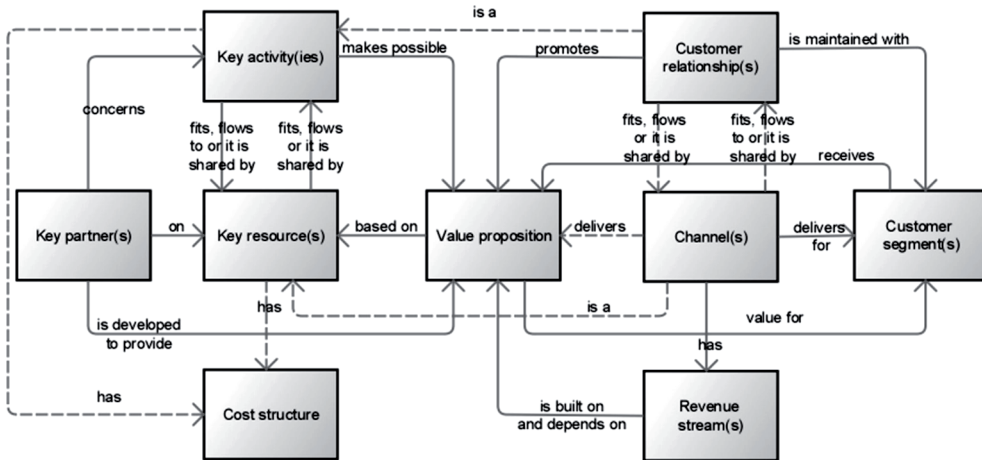 is a
Key activity(ies)
makes possible
promotes
Customer
relationship(s)
is maintained with
concerns
fits, flows
to or it is
shared by
fits, flows
or it is
shared by
fits, flows
or it is
shared by
fits, flows
to or it is
shared by
receives
Key partner(s)
on
Key resource(s)
based on
Value proposition
delivers
Channel(s)
delivers
for
Customer
segment(s)
has
is a
value for
is developed
to provide
has
has
Cost structure
is built on
and depends on
Revenue
stream(s)